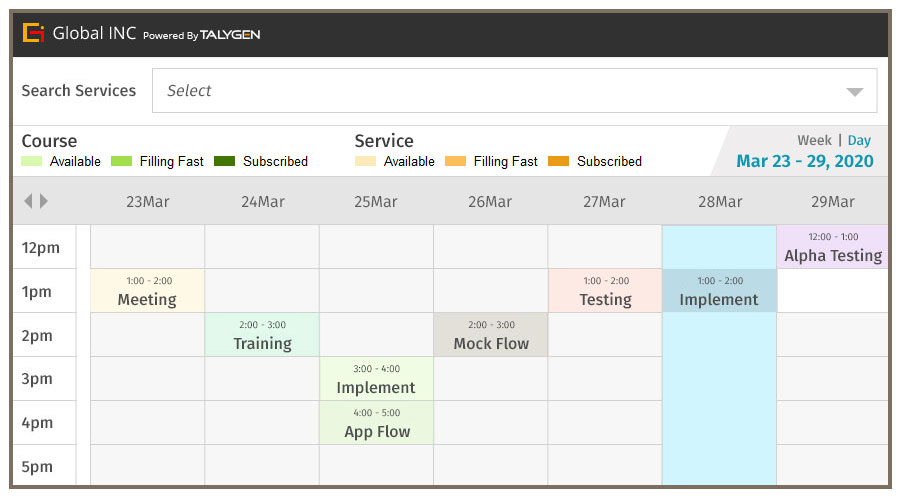 Global INC Powered By TALYGEN
Search Services Select
Course Service
Available Filling Fast Subscribed Available Filling Fast Subscribed
Week | Day
Mar 23 - 29, 2020
23Mar 24Mar 25Mar 26Mar 27Mar 28Mar 29Mar
12pm
12:00 - 1:00
Alpha Testing
1pm
1:00 - 2:00
Meeting
1:00 - 2:00
Testing
1:00 - 2:00
Implement
2pm
2:00 - 3:00
Training
2:00 - 3:00
Mock Flow
3pm
3:00 - 4:00
Implement
4pm
4:00 - 5:00
App Flow
5pm